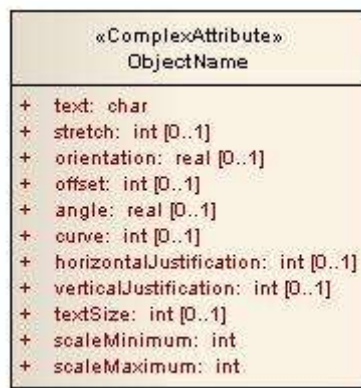 «ComplexAttribute»
ObjectName
+ text: char
+ stretch: int [0..1]
+ orientation: real [0..1]
+ offset: int [0..1]
+ angle: real [0..1]
+ curve: int [0..1]
+ horizontalJustification: int [0..1]
+ verticalJustification: int [0..1]
+ textSize: int [0..1]
+ scaleMinimum: int
+ scaleMaximum: int